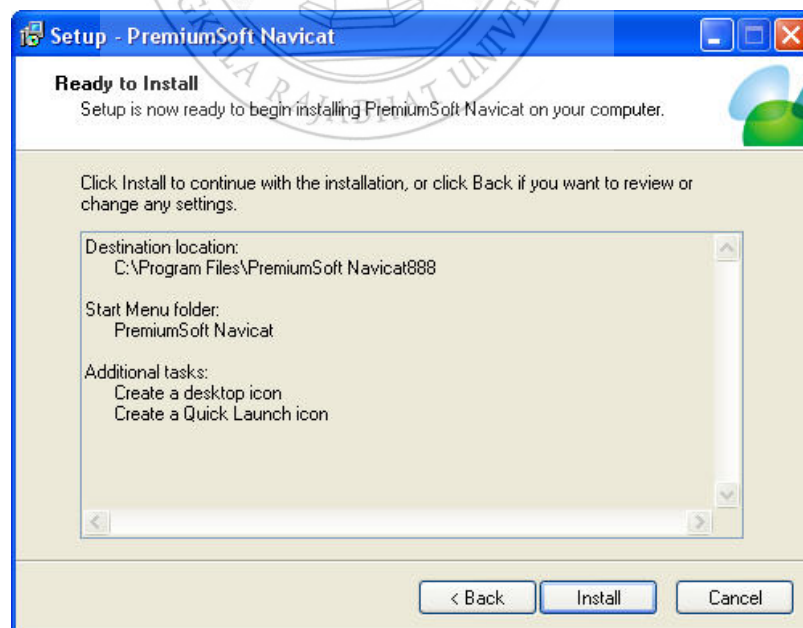 Setup - PremiumSoft Navicat
Ready to Install
Setup is now ready to begin installing PremiumSoft Navicat on your computer.
Click Install to continue with the installation, or click Back if you want to review or
change any settings.
Destination location:
C:\Program Files\PremiumSoft Navicat888
Start Menu folder:
PremiumSoft Navicat
Additional tasks:
Create a desktop icon
Create a Quick Launch icon
< Back
Install
Cancel